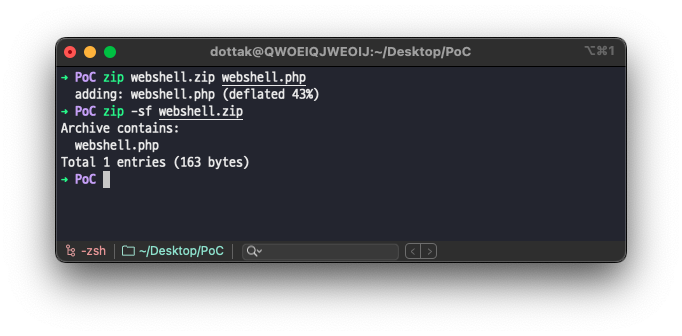 dottak@QWOEIQJWEOIJ:~/Desktop/PoC ⌥⌘1
➜ PoC zip webshell.zip webshell.php
adding: webshell.php (deflated 43%)
➜ PoC zip -sf webshell.zip
Archive contains:
webshell.php
Total 1 entries (163 bytes)
➜ PoC
-zsh ~/Desktop/PoC